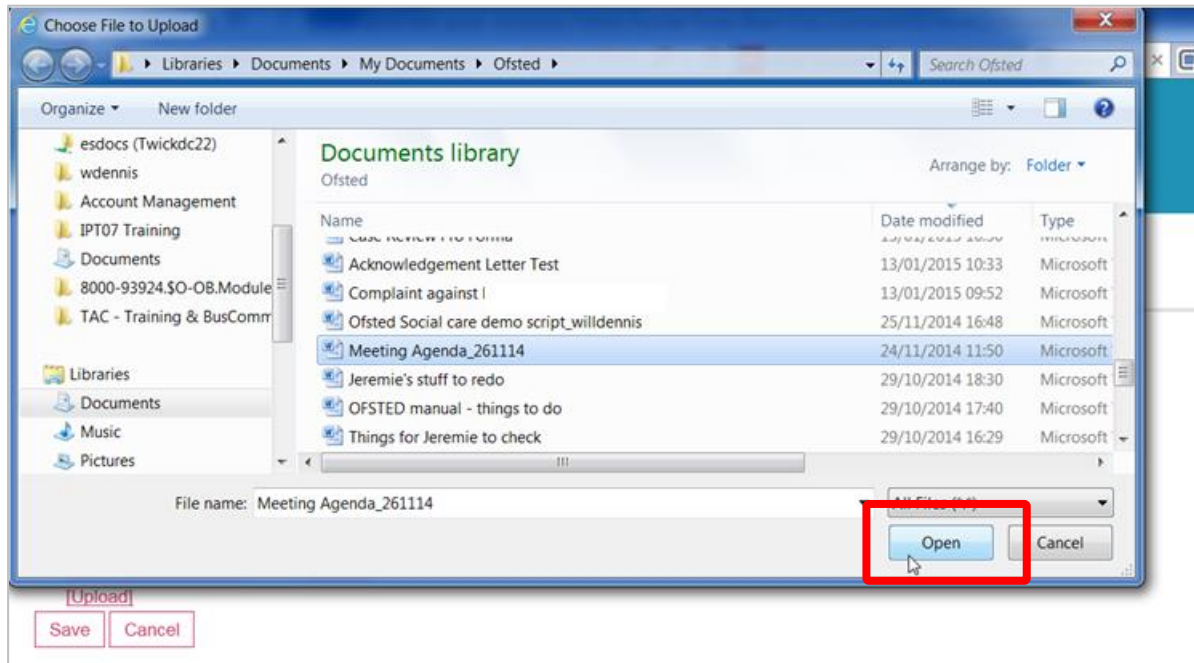 Choose File to Upload
Libraries Documents My Documents Ofsted
Search Ofsted
Organize New folder
esdocs (Twickdc22)
wdennis
Account Management
IPT07 Training
Documents
8000-93924.$O-OB.Module
TAC - Training & BusComm
Libraries
Documents
Music
Pictures
Documents library
Ofsted
Arrange by: Folder
Name Date modified Type
Acknowledgement Letter Test 13/01/2015 10:33 Microsoft
Complaint against 13/01/2015 09:52 Microsoft
Ofsted Social care demo script_willdennis 25/11/2014 16:48 Microsoft
Meeting Agenda_261114 24/11/2014 11:50 Microsoft
Jeremie's stuff to redo 29/10/2014 18:30 Microsoft
OFSTED manual - things to do 29/10/2014 17:40 Microsoft
Things for Jeremie to check 29/10/2014 16:29 Microsoft
File name: Meeting Agenda_261114
Open Cancel
[Upload]
Save Cancel